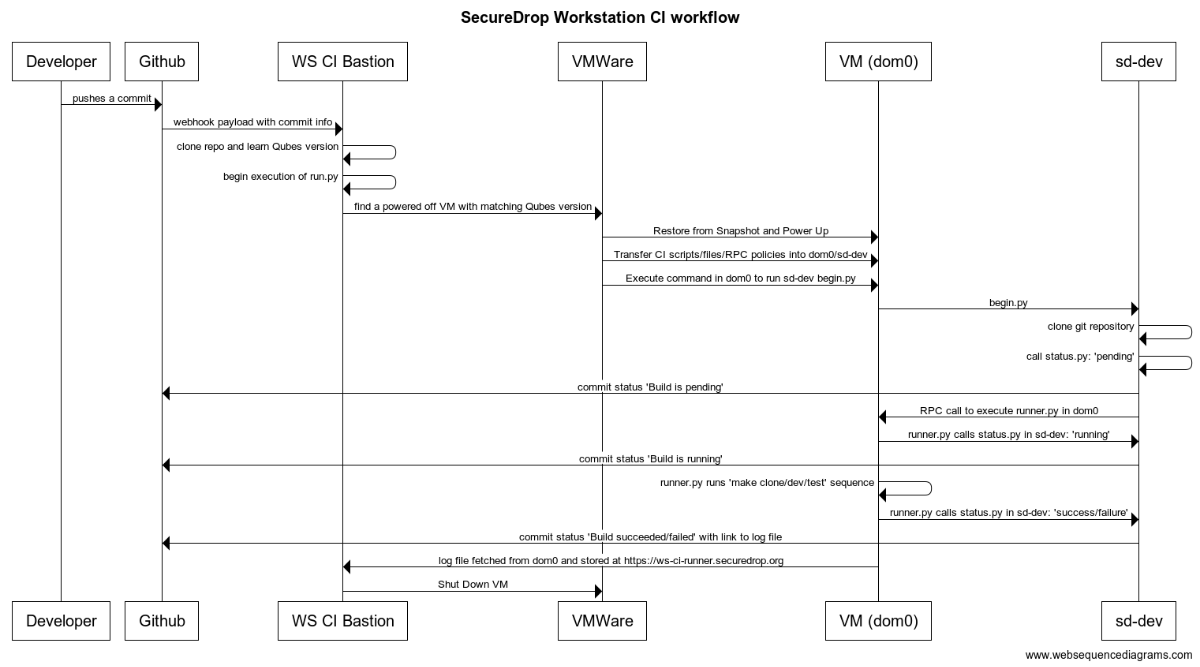 SecureDrop Workstation CI workflow
Developer
Github
WS CI Bastion
VMWare
VM (dom0)
sd-dev
pushes a commit
webhook payload with commit info
clone repo and learn Qubes version
begin execution of run.py
find a powered off VM with matching Qubes version
Restore from Snapshot and Power Up
Transfer CI scripts/files/RPC policies into dom0/sd-dev
Execute command in dom0 to run sd-dev begin.py
begin.py
clone git repository
call status.py: 'pending'
commit status 'Build is pending'
RPC call to execute runner.py in dom0
runner.py calls status.py in sd-dev: 'running'
commit status 'Build is running'
runner.py runs 'make clone/dev/test' sequence
runner.py calls status.py in sd-dev: 'success/failure'
commit status 'Build succeeded/failed' with link to log file
log file fetched from dom0 and stored at https://ws-ci-runner.securedrop.org
Shut Down VM
Developer
Github
WS CI Bastion
VMWare
VM (dom0)
sd-dev
www.websequencediagrams.com